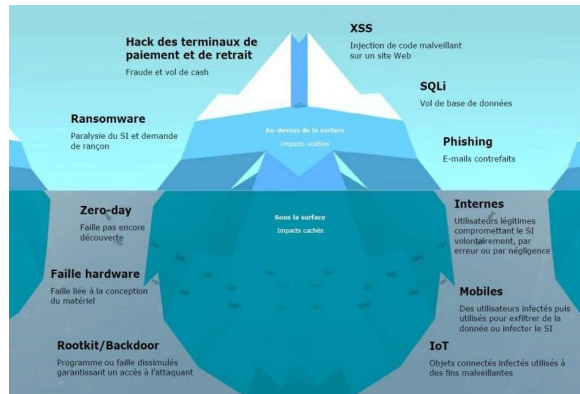 Hack des terminaux de
paiement et de retrait
Fraude et vol de cash
XSS
Injection de code malveillant
sur un site Web
SQLi
Vol de base de données
Ransomware
Paralysie du SI et demande
de rançon
Au-dessus de la surface
Impacts visibles
Phishing
E-mails contrefaits
Zero-day
Faille pas encore
découverte
Sous la surface
Impacts cachés
Internes
Utilisateurs légitimes
compromettant le SI
volontairement, par
erreur ou par négligence
Faille hardware
Faille liée à la conception
du matériel
Mobiles
Des utilisateurs infectés puis
utilisés pour exfiltrer de la
donnée ou infecter le SI
Rootkit/Backdoor
Programme ou faille dissimulés
garantissant un accès à l'attaquant
IoT
Objets connectés infectés utilisés à
des fins malveillantes